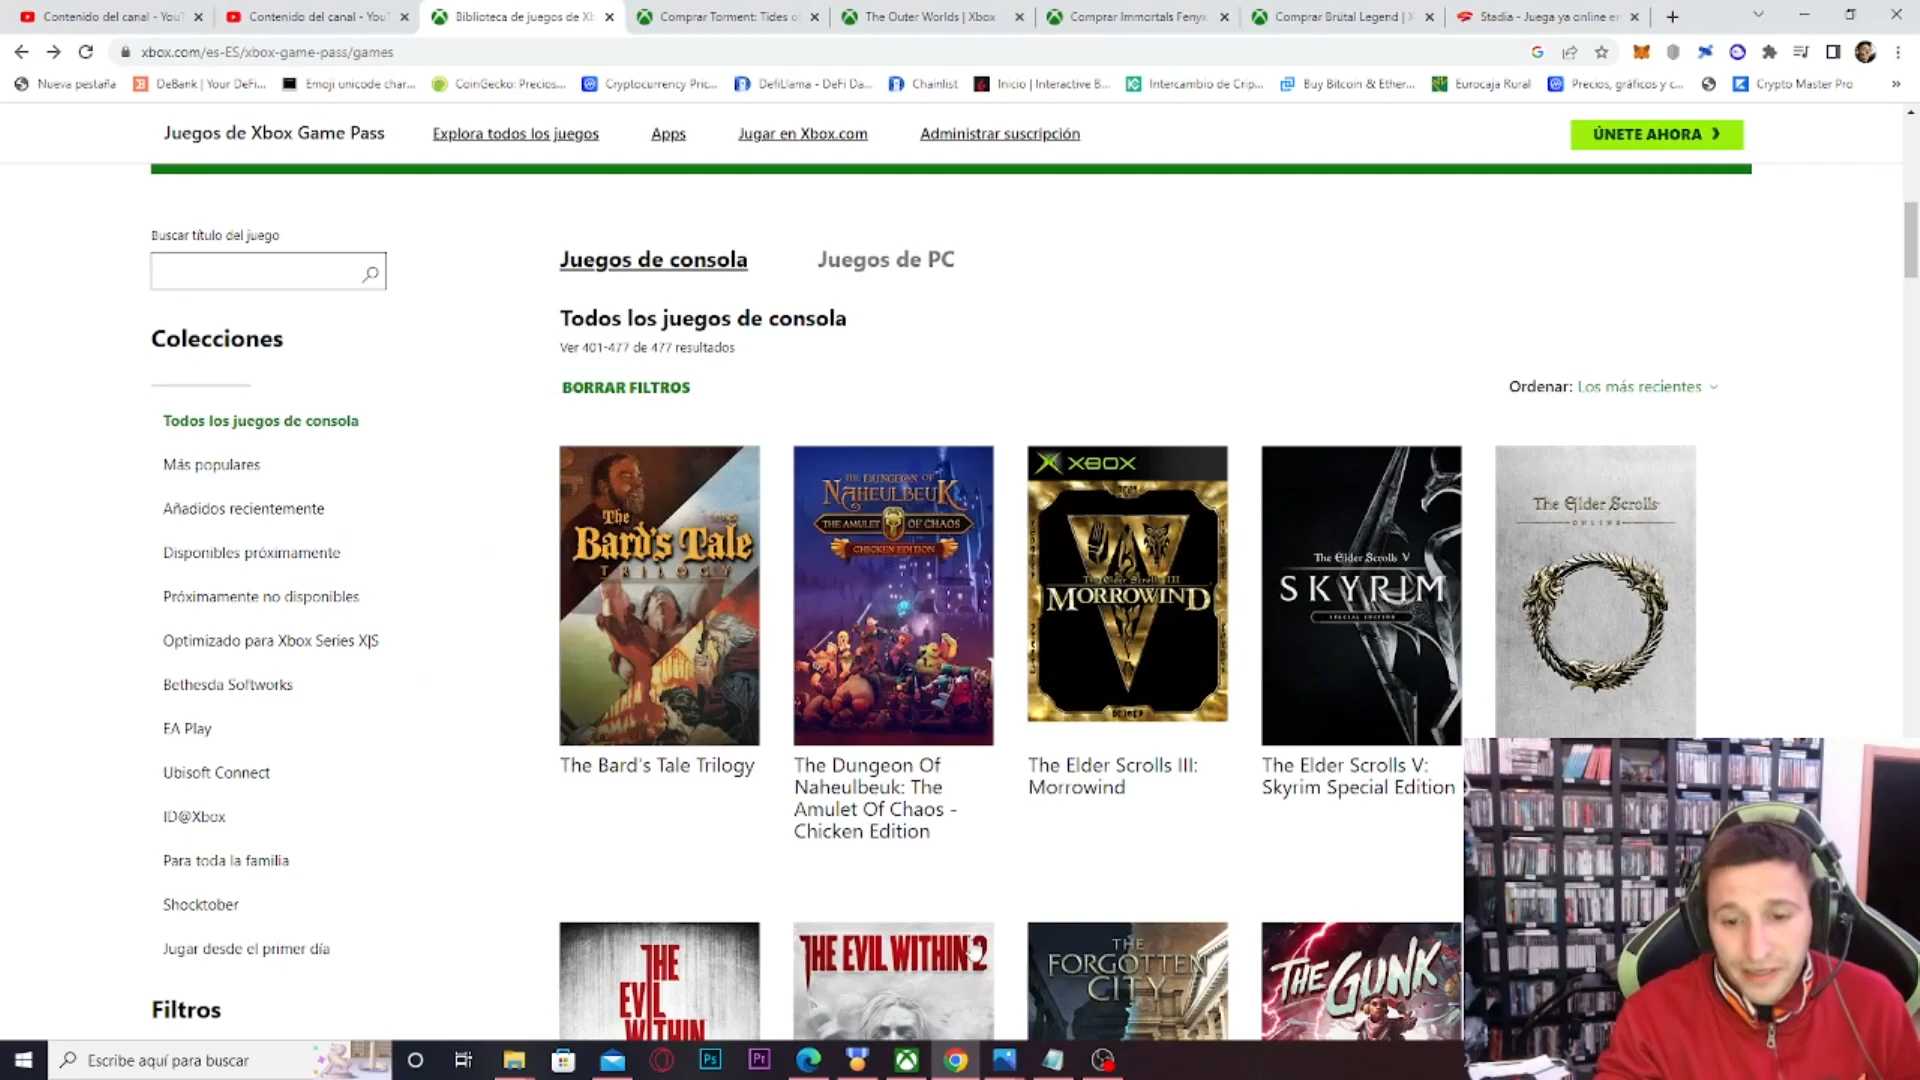 Contenido del canal - YouT
Contenido del canal - YouT
Biblioteca de juegos de Xb
Comprar Torment: Tides o
The Outer Worlds | Xbox
Comprar Immortals Fenyx
Comprar Brütal Legend | X
Stadia - Juega ya online en
xbox.com/es-ES/xbox-game-pass/games
Nueva pestaña
DeBank | Your DeFi...
Emoji unicode char...
CoinGecko: Precios...
Cryptocurrency Pric...
DefiLlama - DeFi Da...
Chainlist
Inicio | Interactive B...
Intercambio de Crip...
Buy Bitcoin & Ether...
Eurocaja Rural
Precios, gráficos y c...
Crypto Master Pro
Juegos de Xbox Game Pass
Explora todos los juegos
Apps
Jugar en Xbox.com
Administrar suscripción
ÚNETE AHORA
Buscar título del juego
Colecciones
Todos los juegos de consola
Más populares
Añadidos recientemente
Disponibles próximamente
Próximamente no disponibles
Optimizado para Xbox Series X|S
Bethesda Softworks
EA Play
Ubisoft Connect
ID@Xbox
Para toda la familia
Shocktober
Jugar desde el primer día
Filtros
Juegos de consola
Juegos de PC
Todos los juegos de consola
Ver 401-477 de 477 resultados
BORRAR FILTROS
Ordenar: Los más recientes
The
Bard's Tale
TRILOGY
THE DUNGEON OF
NAHEULBEUK
THE AMULET OF CHAOS
CHICKEN EDITION
XBOX
The Elder Scrolls III
MORROWIND
The Elder Scrolls V
SKYRIM
SPECIAL EDITION
The Elder Scrolls
ONLINE
The Bard's Tale Trilogy
The Dungeon Of
Naheulbeuk: The
Amulet Of Chaos -
Chicken Edition
The Elder Scrolls III:
Morrowind
The Elder Scrolls V:
Skyrim Special Edition
THE
EVIL
WITHIN
THE EVIL WITHIN 2
THE
FORGOTTEN
CITY
THE GUNK
Escribe aquí para buscar
Ps
Pr